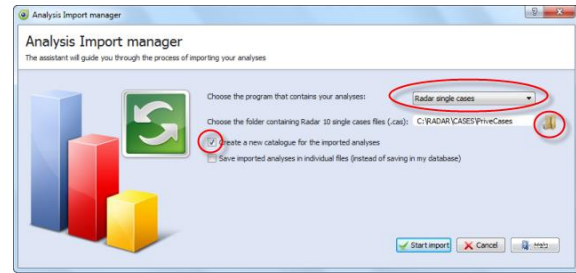 Analysis Import manager
Analysis Import manager
The assistant will guide you through the process of importing your analyses
Choose the program that contains your analyses: Radar single cases
Choose the folder containing Radar 10 single cases files (.cas): C:\RADAR\CASES\PriveCases
Create a new catalogue for the imported analyses
Save imported analyses in individual files (instead of saving in my database)
Start import Cancel